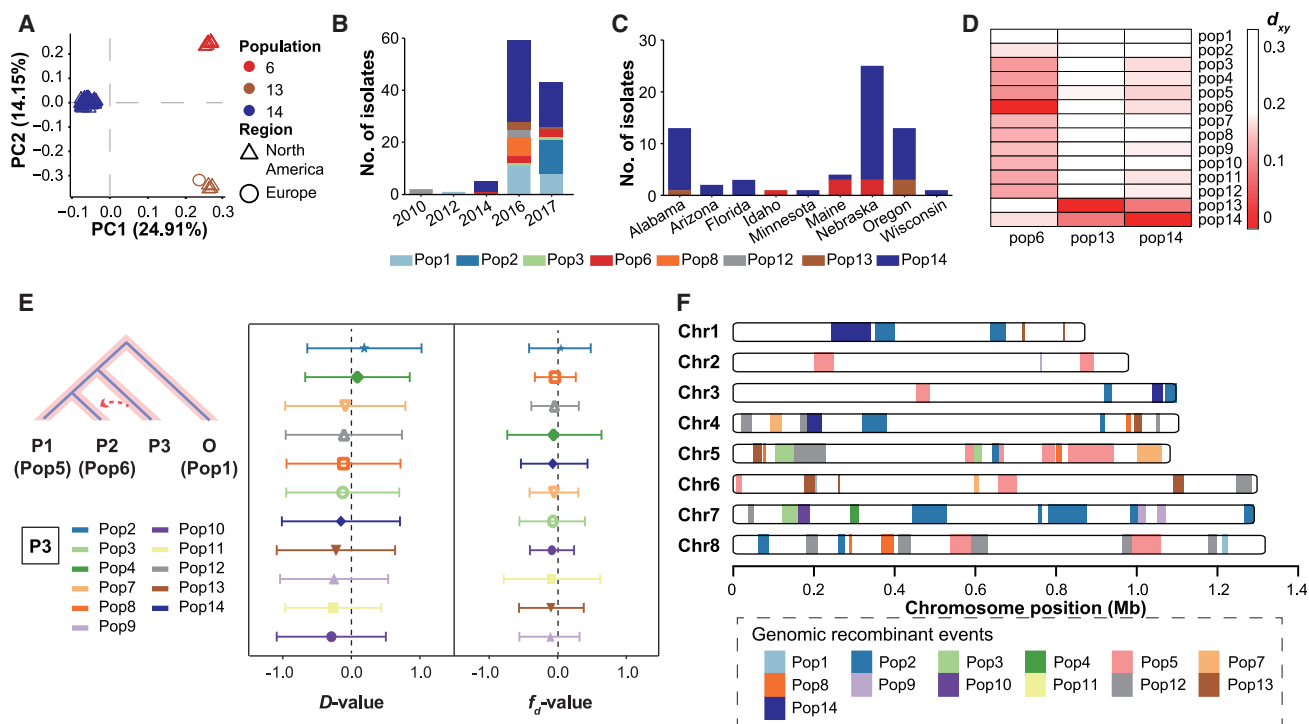 A
PC2 (14.15%)
0.2
0.1
0.0
−0.1
−0.3
−0.1
0.0
0.1
0.2
0.3
PC1 (24.91%)
Population
6
13
14
Region
North
America
Europe
B
No. of isolates
60
40
20
0
2010
2012
2014
2016
2017
C
No. of isolates
30
20
10
0
Alabama
Arizona
Florida
Idaho
Minnesota
Maine
Nebraska
Oregon
Wisconsin
Pop1 Pop2 Pop3 Pop6 Pop8 Pop12 Pop13 Pop14
D
dxy
pop1
pop2
pop3
pop4
pop5
pop6
pop7
pop8
pop9
pop10
pop11
pop12
pop13
pop14
pop6 pop13 pop14
0.3
0.2
0.1
0
E
P1 P2 P3 O
(Pop5) (Pop6) (Pop1)
P3
Pop2 Pop10
Pop3 Pop11
Pop4 Pop12
Pop7 Pop13
Pop8 Pop14
Pop9
-1.0 0.0 1.0
D-value
-1.0 0.0 1.0
fd-value
F
Chr1
Chr2
Chr3
Chr4
Chr5
Chr6
Chr7
Chr8
0 0.2 0.4 0.6 0.8 1.0 1.2 1.4
Chromosome position (Mb)
Genomic recombinant events
Pop1 Pop2 Pop3 Pop4 Pop5 Pop7
Pop8 Pop9 Pop10 Pop11 Pop12 Pop13
Pop14